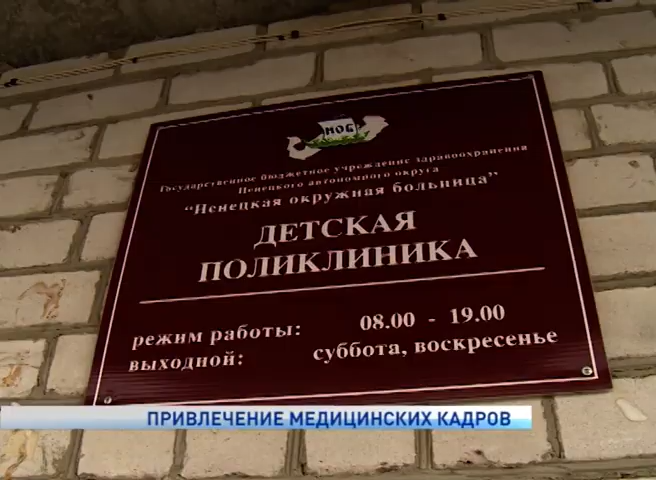 НОБ
Государственное бюджетное учреждение здравоохранения
Ненецкого автономного округа
"Ненецкая окружная больница"
ДЕТСКАЯ
ПОЛИКЛИНИКА
режим работы: 08.00 - 19.00
выходной: суббота, воскресенье
ПРИВЛЕЧЕНИЕ МЕДИЦИНСКИХ КАДРОВ